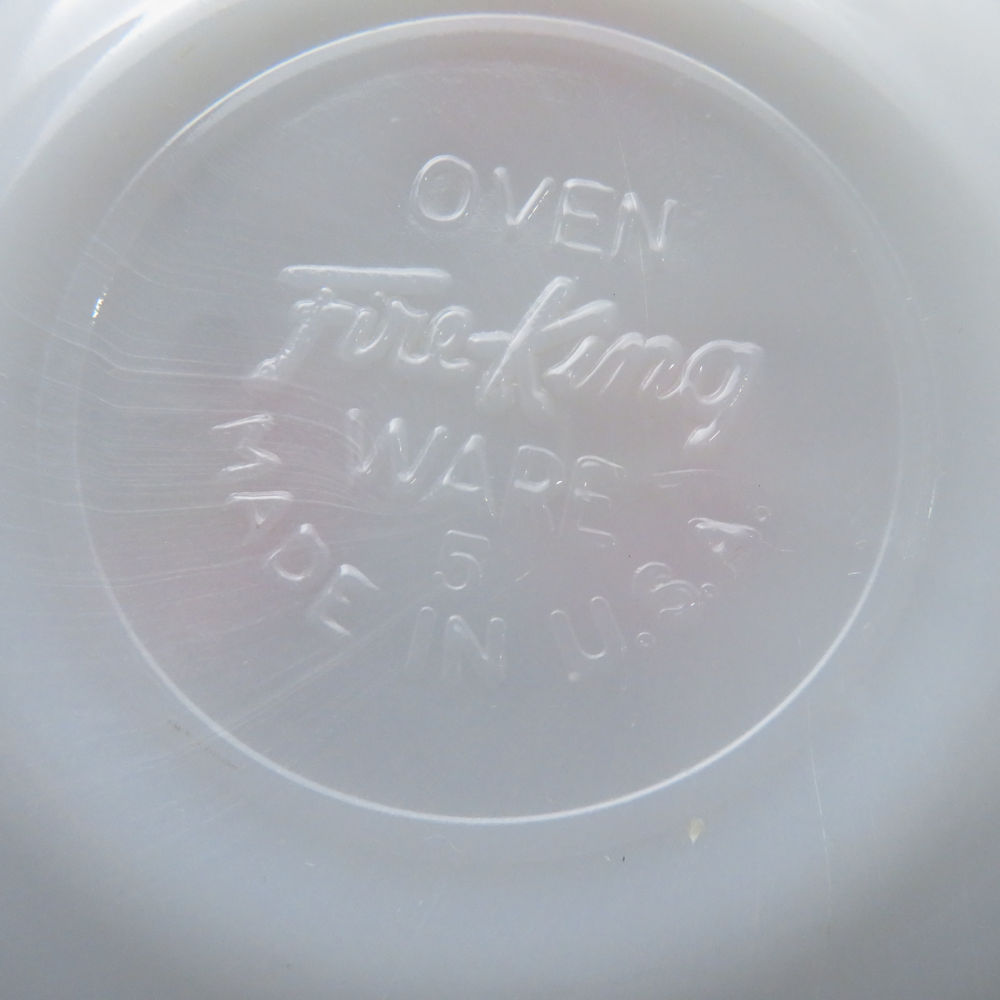 OVEN
Fire-King
WARE
5
MADE IN U.S.A.